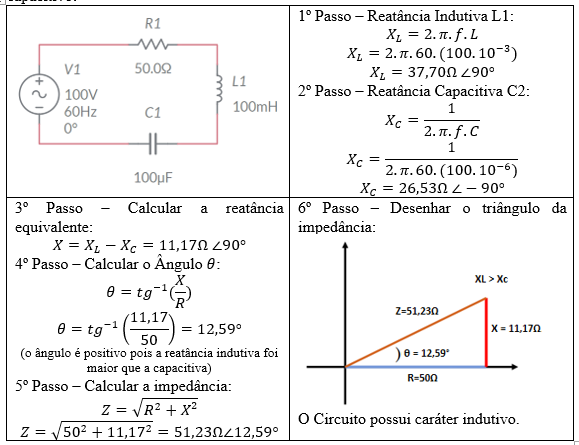 R1
50.0Ω
V1
100V
60Hz
0°
L1
100mH
C1
100µF
1º Passo – Reatância Indutiva L1:
X_L = 2.π.f.L
X_L = 2.π.60.(100.10⁻³)
X_L = 37,70Ω ∠90°
2º Passo – Reatância Capacitiva C2:
X_C = 1 / 2.π.f.C
X_C = 1 / 2.π.60.(100.10⁻⁶)
X_C = 26,53Ω ∠ − 90°
3º Passo – Calcular a reatância
equivalente:
X = X_L − X_C = 11,17Ω ∠90°
4º Passo – Calcular o Ângulo θ:
θ = tg⁻¹(X/R)
θ = tg⁻¹(11,17/50) = 12,59°
(o ângulo é positivo pois a reatância indutiva foi
maior que a capacitiva)
5º Passo – Calcular a impedância:
Z = √R² + X²
Z = √50² + 11,17² = 51,23Ω∠12,59°
6º Passo – Desenhar o triângulo da
impedância:
XL > Xc
Z=51,23Ω
X = 11,17Ω
) θ = 12,59°
R=50Ω
O Circuito possui caráter indutivo.